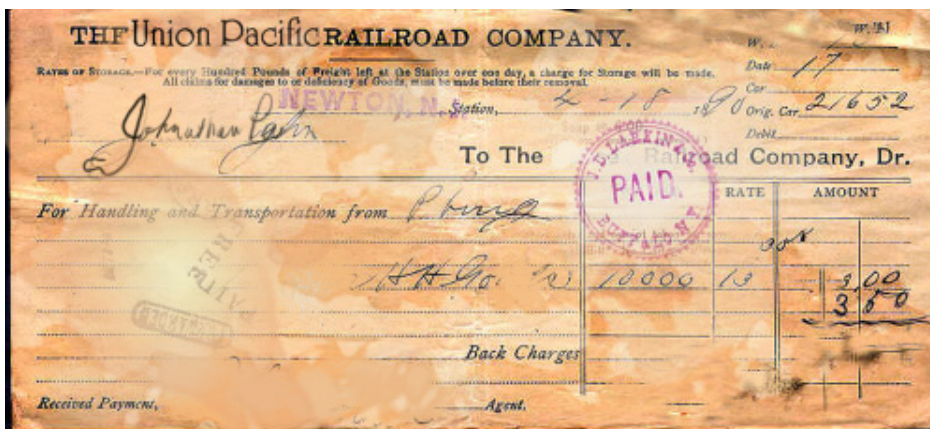 THE Union Pacific RAILROAD COMPANY.
W. B
RATES OF STORAGE.—For every Hundred Pounds of Freight left at the Station over one day, a charge for Storage will be made.
All claims for damages to or deficiency of Goods, must be made before their removal.
Date 17
Car
NEWTON, N. Station, 4-18 1890 Orig. Car 21652
Johnathan
Debit
To The Railroad Company, Dr.
J. D. LARKIN & CO.
PAID.
BUFFALO N.Y.
RATE AMOUNT
For Handling and Transportation from
10000 13 3,00
350
Back Charges
Received Payment, Agent.